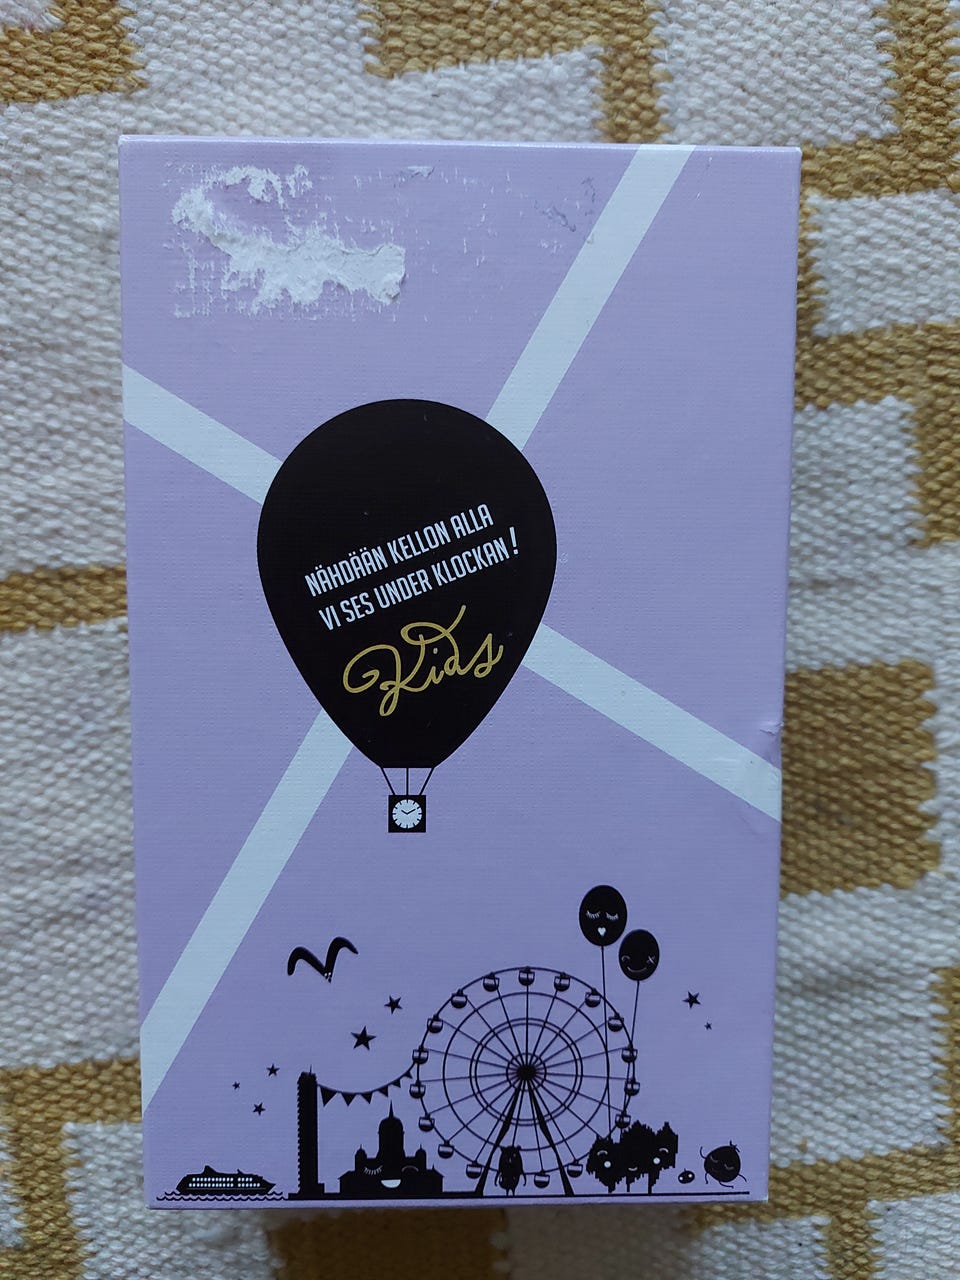 NÄHDÄÄN KELLON ALLA
VI SES UNDER KLOCKAN!
Kids